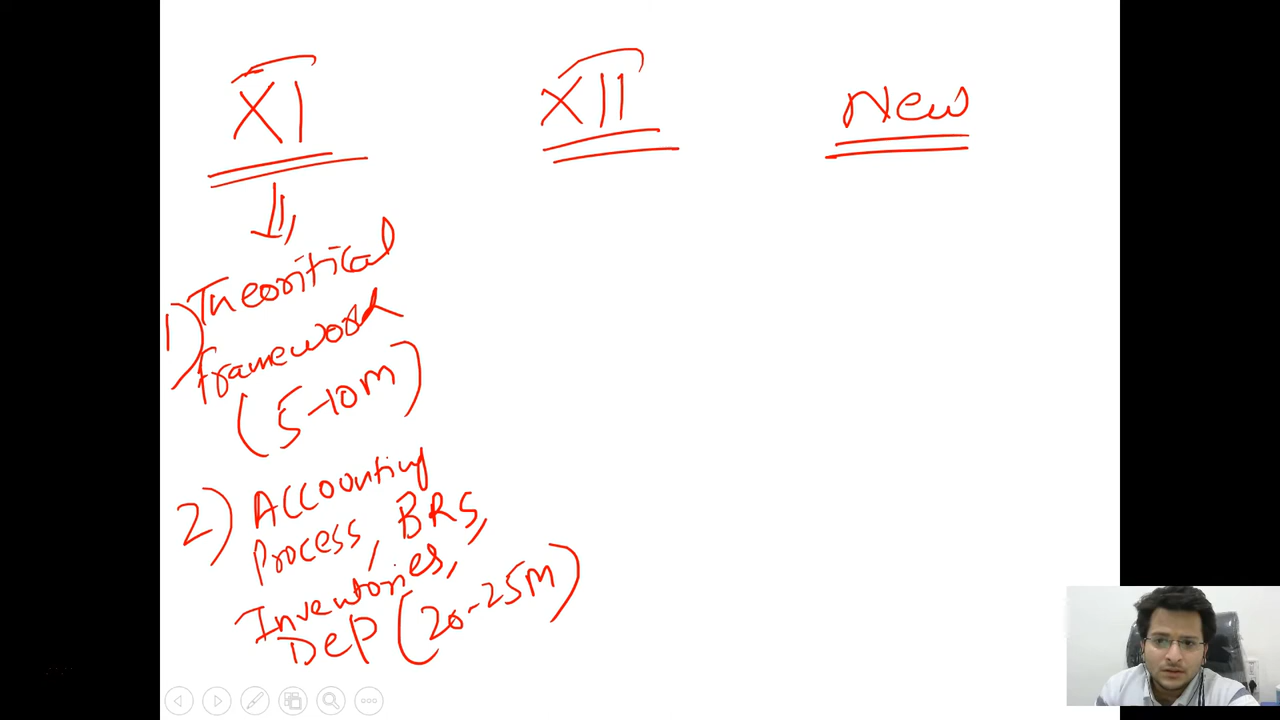 XI
XII
New
1) Theoritical
framework
(5-10m)
2) Accounting
Process, BRS,
Inventories,
Dep (20-25m)